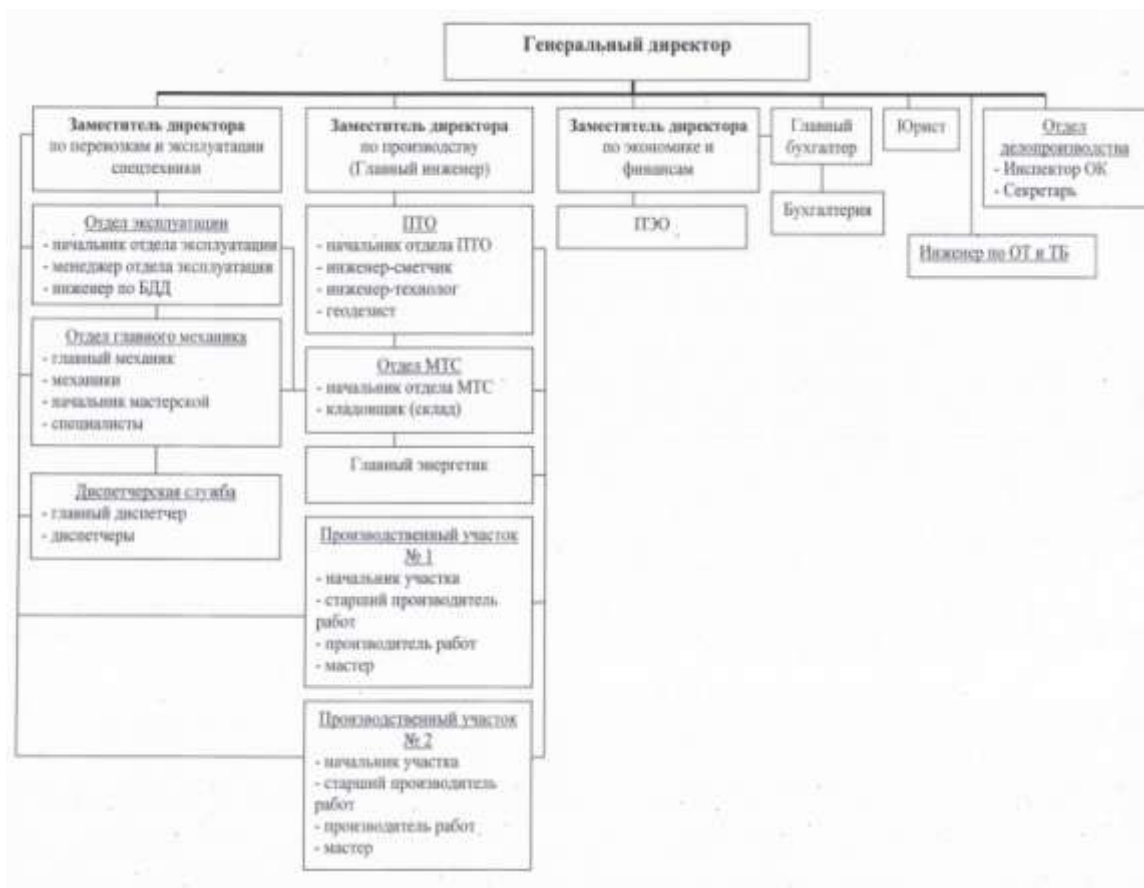 Генеральный директор
Заместитель директора
по перевозкам и эксплуатации
спецтехники
Отдел эксплуатации
- начальник отдела эксплуатации
- менеджер отдела эксплуатации
- инженер по БДД
Отдел главного механика
- главный механик
- механики
- начальник мастерской
- специалисты
Диспетчерская служба
- главный диспетчер
- диспетчеры
Заместитель директора
по производству
(Главный инженер)
ПТО
- начальник отдела ПТО
- инженер-сметчик
- инженер-технолог
- геодезист
Отдел МТС
- начальник отдела МТС
- кладовщик (склад)
Главный энергетик
Производственный участок
№ 1
- начальник участка
- старший производитель
работ
- производитель работ
- мастер
Производственный участок
№ 2
- начальник участка
- старший производитель
работ
- производитель работ
- мастер
Заместитель директора
по экономике и
финансам
ПЭО
Главный
бухгалтер
Бухгалтерия
Юрист
Инженер по ОТ и ТБ
Отдел
делопроизводства
- Инспектор ОК
- Секретарь